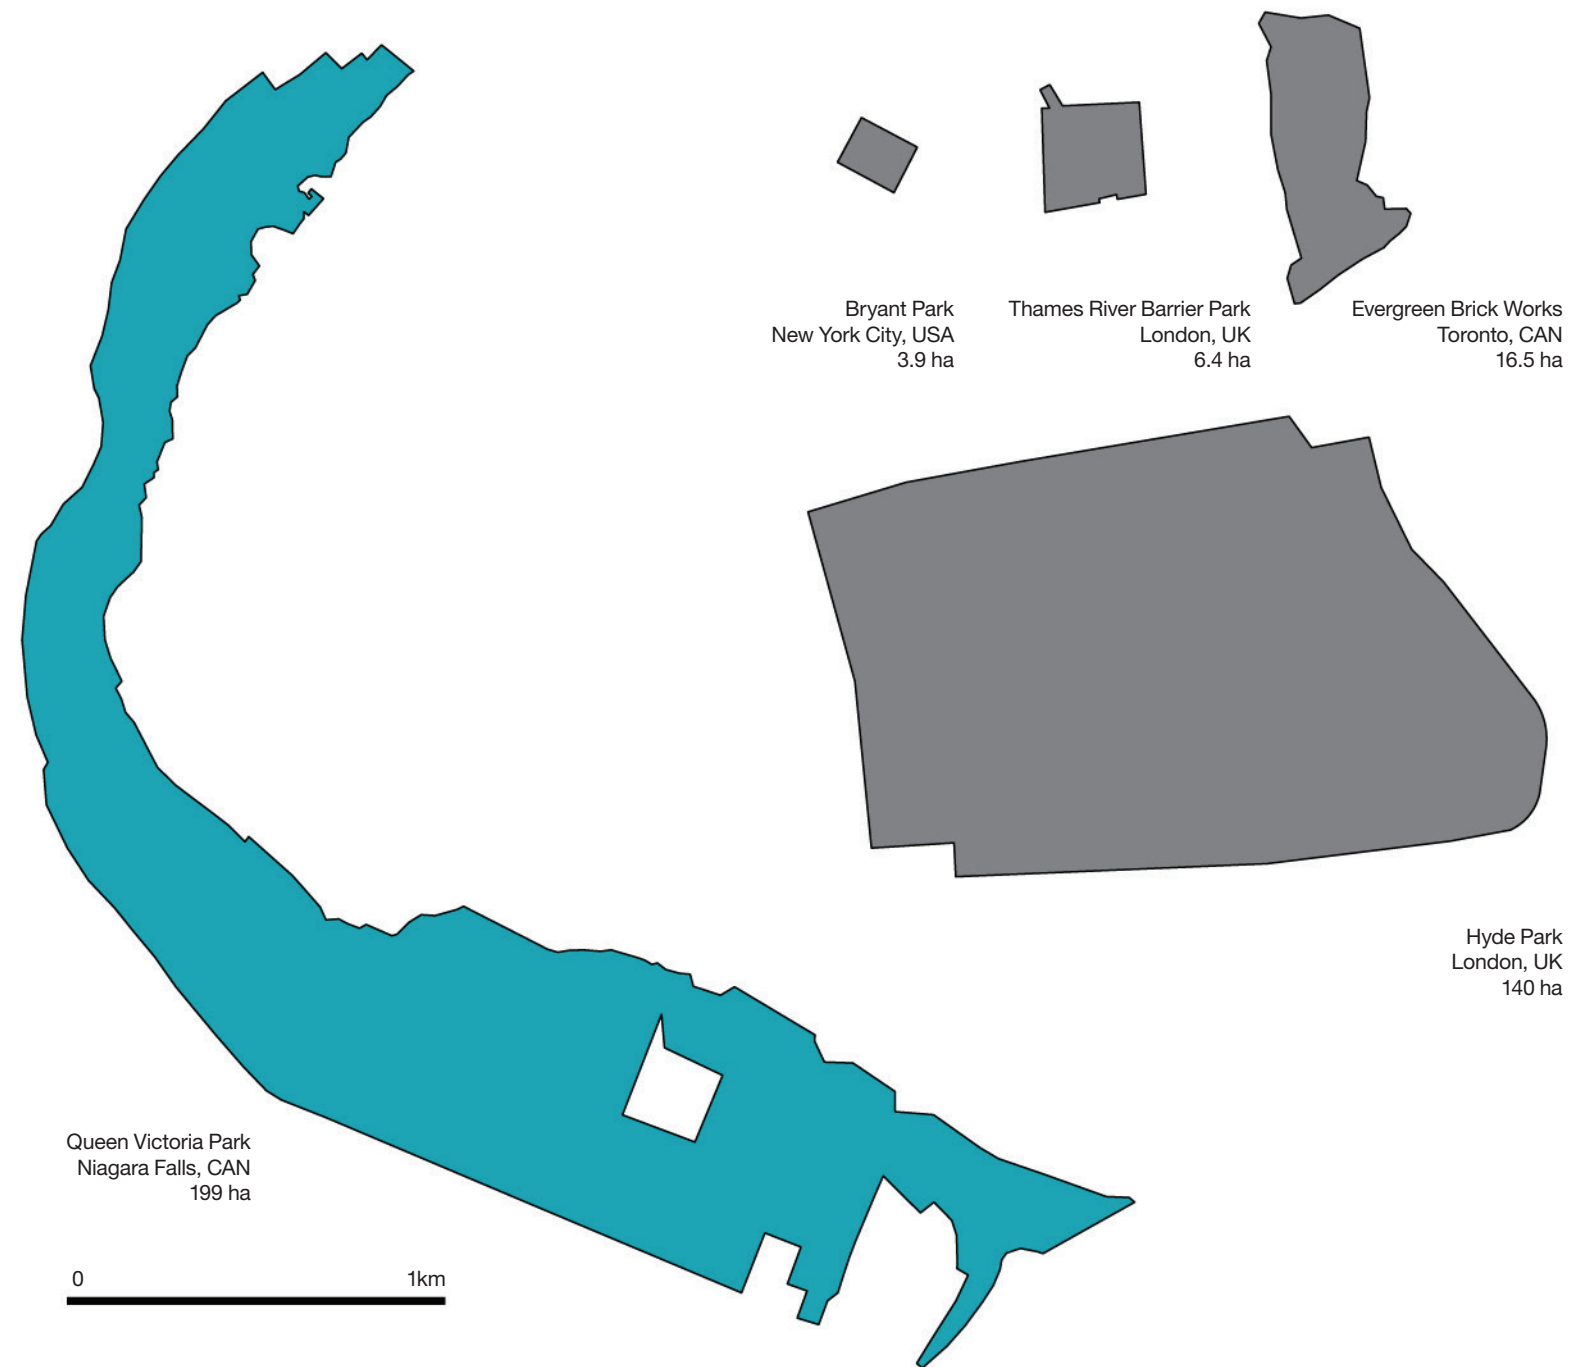 Bryant Park
New York City, USA
3.9 ha
Thames River Barrier Park
London, UK
6.4 ha
Evergreen Brick Works
Toronto, CAN
16.5 ha
Hyde Park
London, UK
140 ha
Queen Victoria Park
Niagara Falls, CAN
199 ha
0 1km